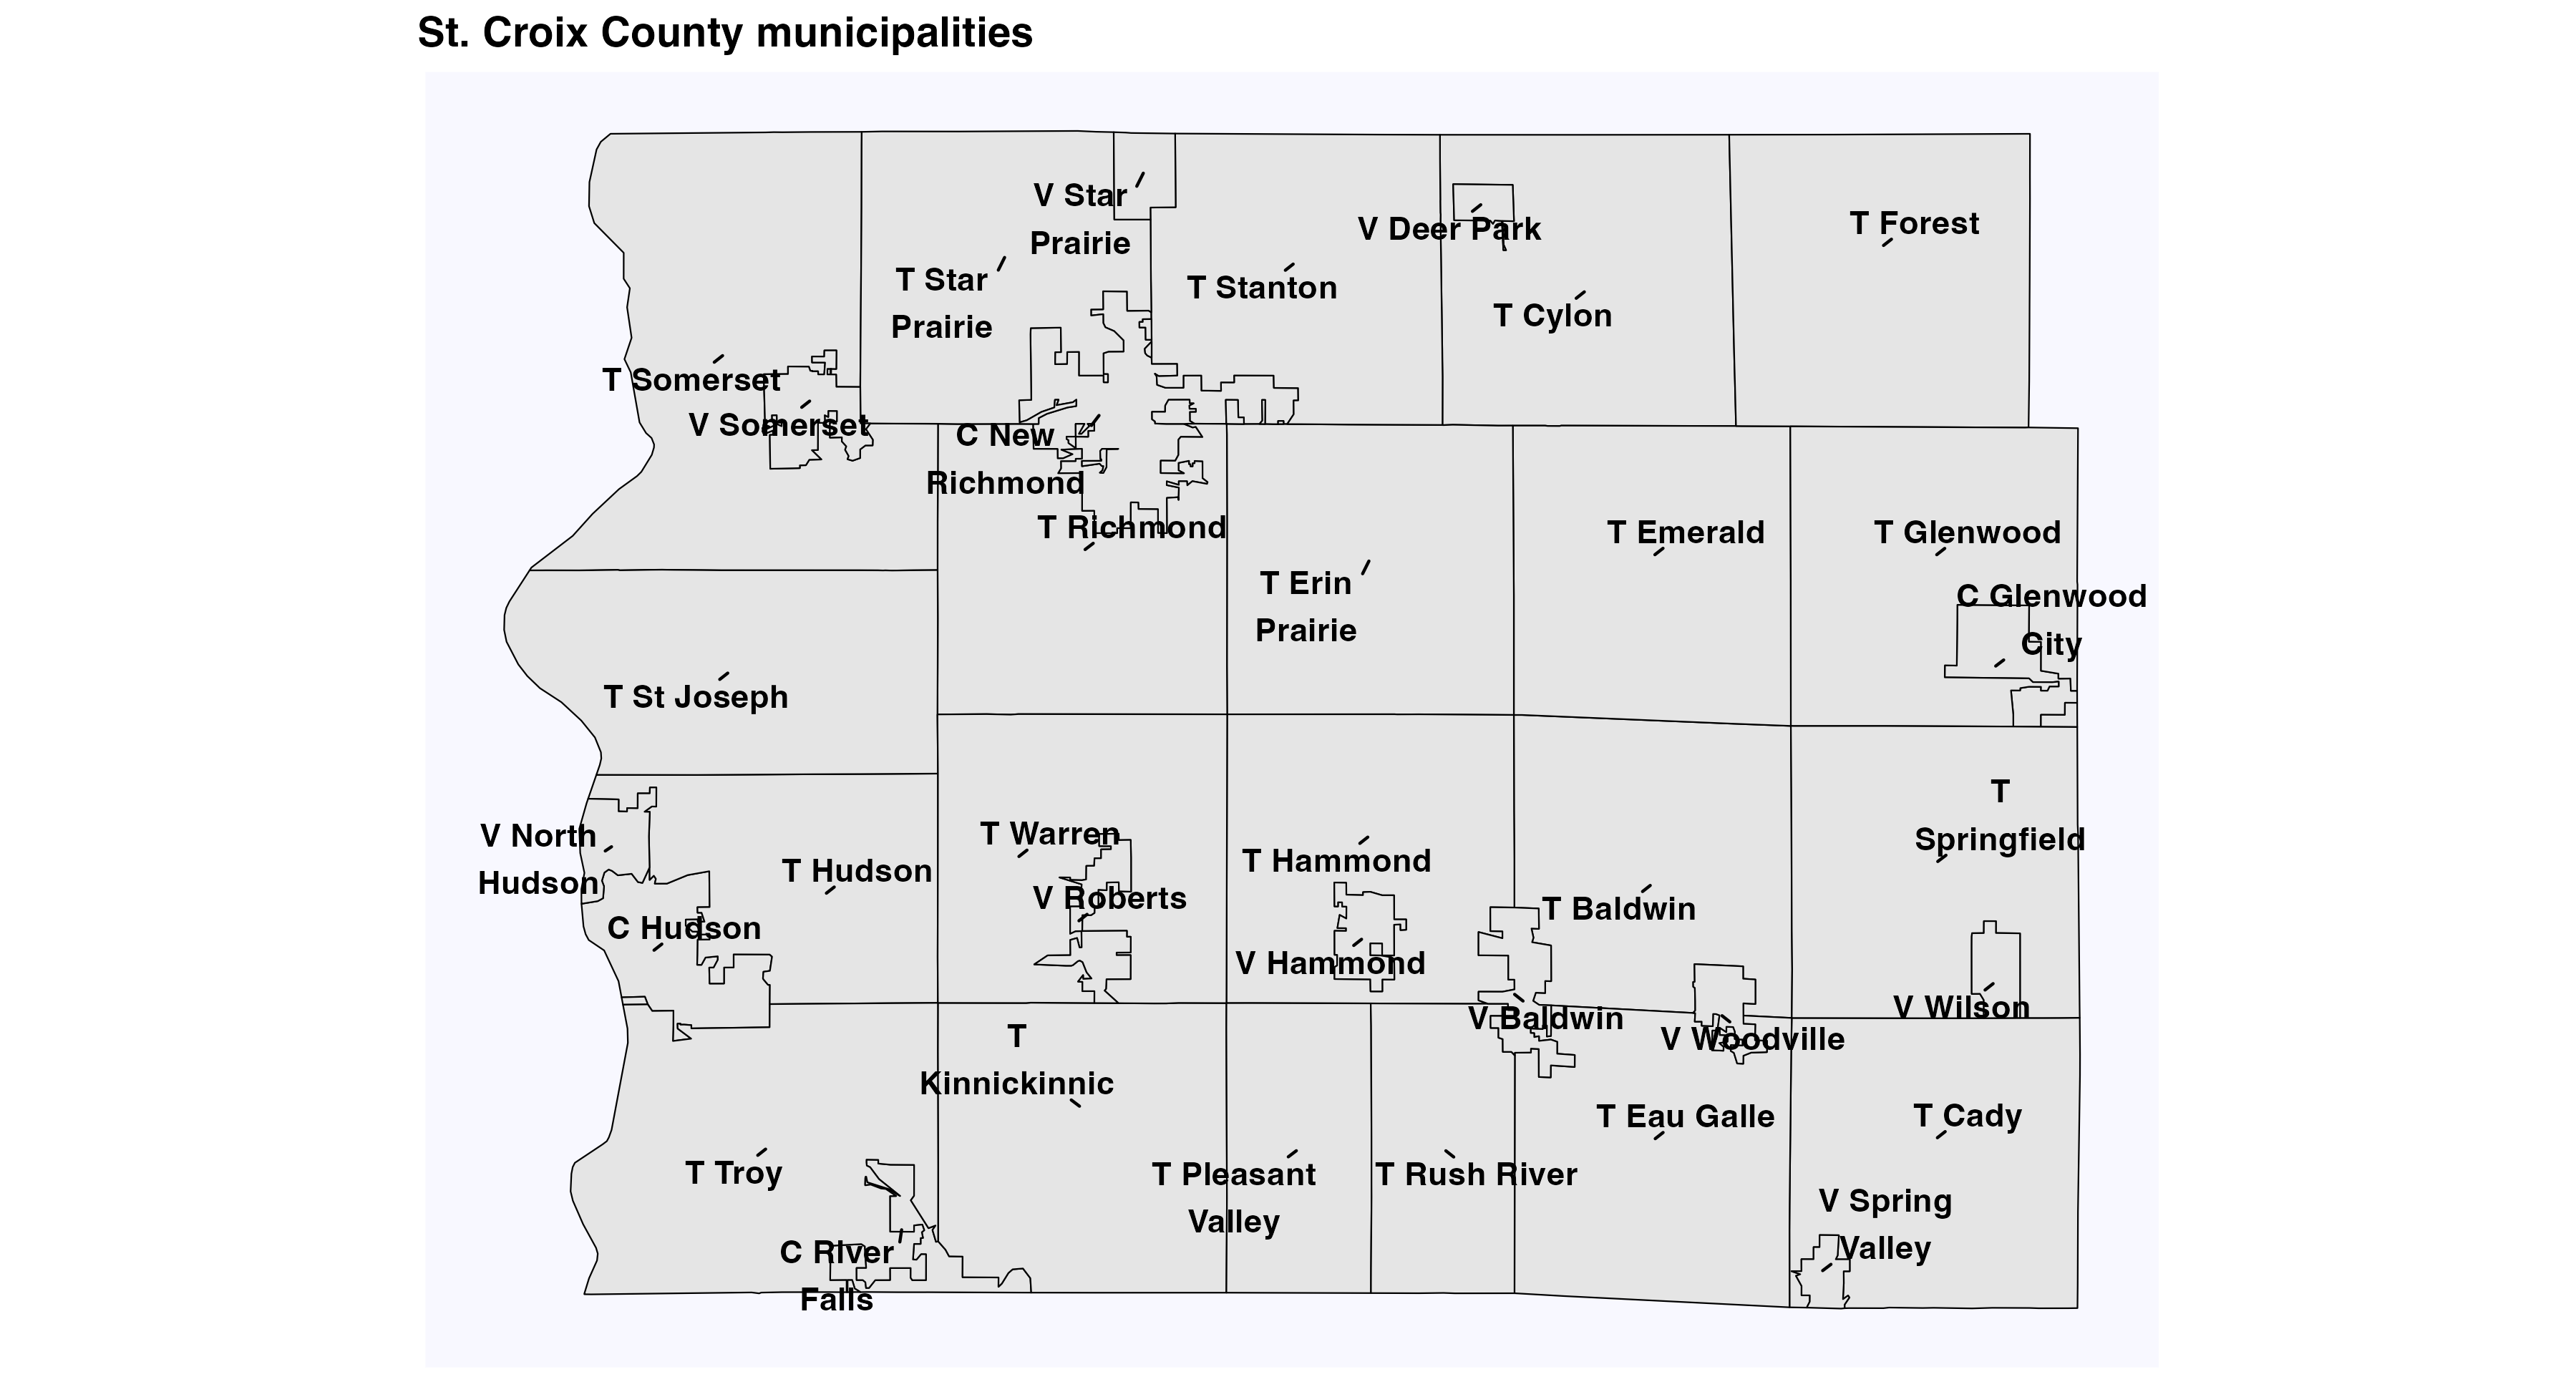 St. Croix County municipalities
V Star
Prairie
V Deer Park
T Forest
T Star
Prairie
T Stanton
T Cylon
T Somerset
V Somerset
C New
Richmond
T Richmond
T Emerald
T Glenwood
T Erin
Prairie
C Glenwood
City
T St Joseph
T
Springfield
V North
Hudson
T Hudson
T Warren
T Hammond
V Roberts
T Baldwin
C Hudson
V Hammond
V Wilson
V Baldwin
V Woodville
T
Kinnickinnic
T Eau Galle
T Cady
T Troy
T Pleasant
Valley
T Rush River
V Spring
Valley
C River
Falls